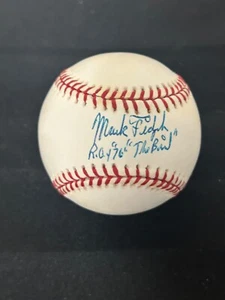 Mark Fidrych
R.O.Y 76 "The Bird"